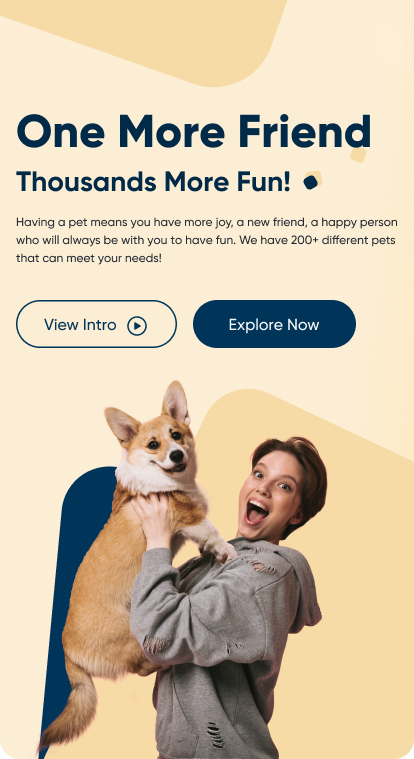 One More Friend
Thousands More Fun!
Having a pet means you have more joy, a new friend, a happy person
who will always be with you to have fun. We have 200+ different pets
that can meet your needs!
View Intro
Explore Now